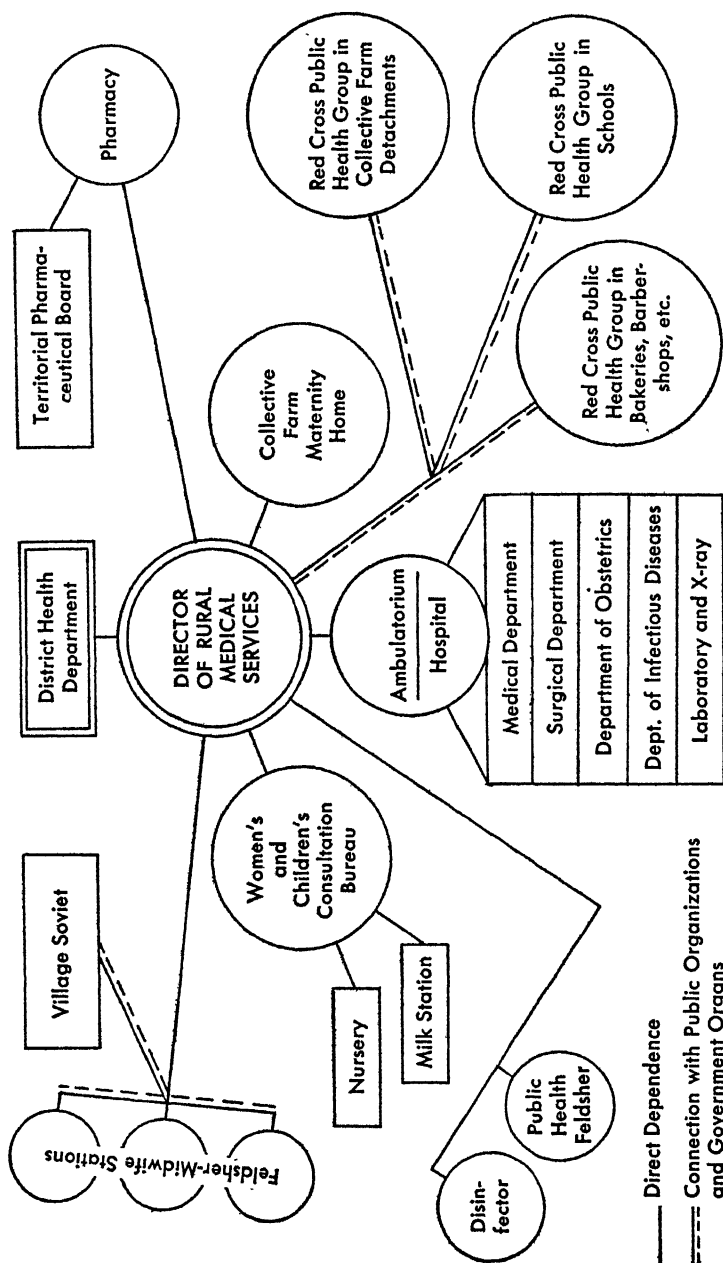 District Health
Department
Village Soviet
Territorial Pharma-
ceutical Board
Pharmacy
Feldsher-Midwife Stations
DIRECTOR
OF RURAL
MEDICAL
SERVICES
Women's
and
Children's
Consultation
Bureau
Nursery
Milk Station
Collective
Farm
Maternity
Home
Disin-
fector
Public
Health
Feldsher
Ambulatorium
Hospital
Medical Department
Surgical Department
Department of Obstetrics
Dept. of Infectious Diseases
Laboratory and X-ray
Red Cross Public
Health Group in
Collective Farm
Detachments
Red Cross Public
Health Group in
Schools
Red Cross Public
Health Group in
Bakeries, Barber-
shops, etc.
Direct Dependence
Connection with Public Organizations
and Government Organs